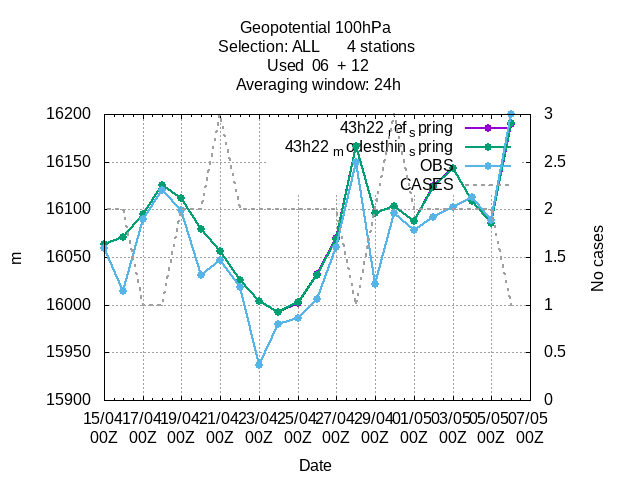 Geopotential 100hPa
Selection: ALL 4 stations
Used 06 + 12
Averaging window: 24h
16200
16150
16100
16050
16000
15950
15900
m
3
2.5
2
1.5
1
0.5
0
No cases
43h22refspring
43h22molesthinspring
OBS
CASES
15/04 17/04 19/04 21/04 23/04 25/04 27/04 29/04 01/05 03/05 05/05 07/05
00Z 00Z 00Z 00Z 00Z 00Z 00Z 00Z 00Z 00Z 00Z 00Z
Date